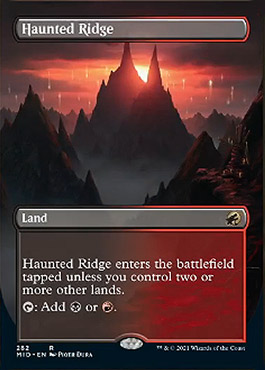 Haunted Ridge
Land
Haunted Ridge enters the battlefield
tapped unless you control two or
more other lands.
: Add or .
282 R
MID • EN Piotr Dura
™ & © 2021 Wizards of the Coast